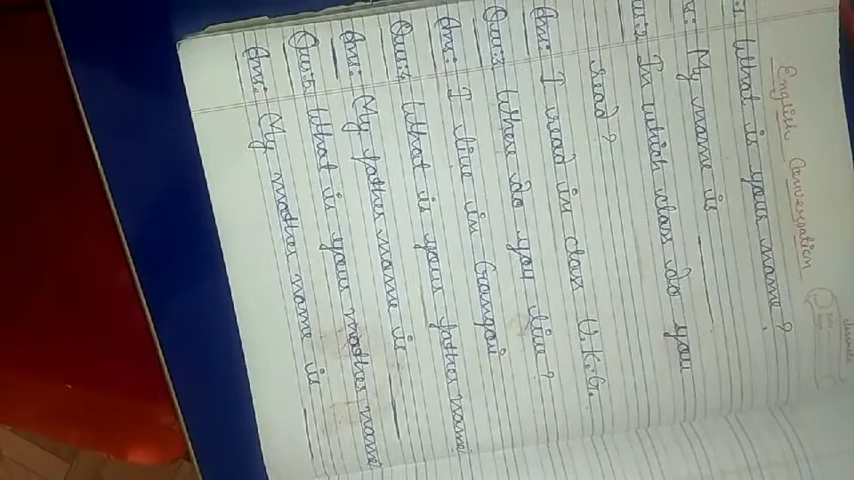 English Conversation
What is your name?
Ans: My name is
In which class do you
read?
Ans: I read in class U.K.G.
Ques: Where do you live?
Ans: I live in Gangoui
Ques: What is your father name
Ans: My father name is
Ques: What is your mother name
Ans: My mother name is